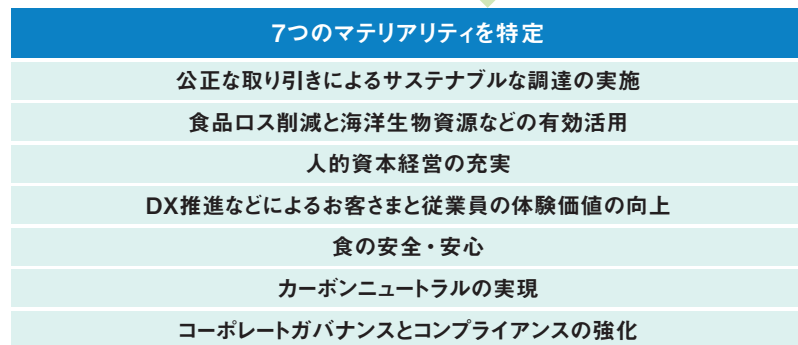 7つのマテリアリティを特定
公正な取り引きによるサステナブルな調達の実施
食品ロス削減と海洋生物資源などの有効活用
人的資本経営の充実
DX推進などによるお客さまと従業員の体験価値の向上
食の安全・安心
カーボンニュートラルの実現
コーポレートガバナンスとコンプライアンスの強化